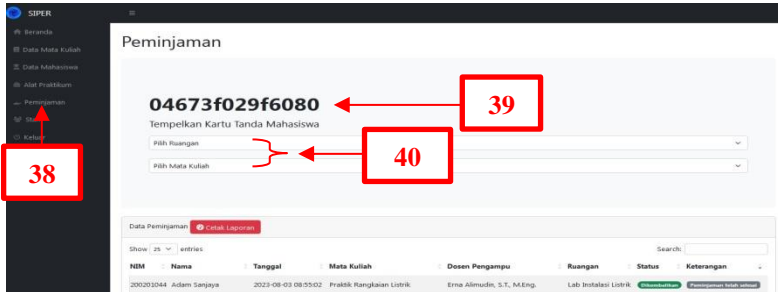 SIPER
Beranda
Data Mata Kuliah
Data Mahasiswa
Alat Praktikum
Peminjaman
Keluar
38
Peminjaman
04673f029f6080
39
Tempelkan Kartu Tanda Mahasiswa
Pilih Ruangan
40
Pilih Mata Kuliah
Data Peminjaman Cetak Laporan
Show 25 entries Search:
NIM Nama Tanggal Mata Kuliah Dosen Pengampu Ruangan Status Keterangan
200201044 Adam Sanjaya 2023-08-03 08:55:02 Praktik Rangkaian Listrik Erna Alimudin, S.T., M.Eng. Lab Instalasi Listrik Dikembalikan Peminjaman telah selesai